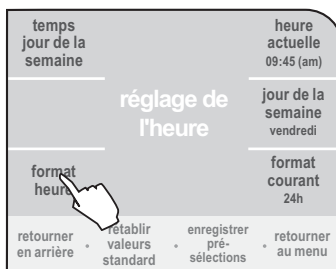 temps
jour de la
semaine
réglage de
l'heure
heure
actuelle
09:45 (am)
jour de la
semaine
vendredi
format
heure
format
courant
24h
retourner
en arrière
•
rétablir
valeurs
standard
•
enregistrer
pré-
sélections
•
retourner
au menu